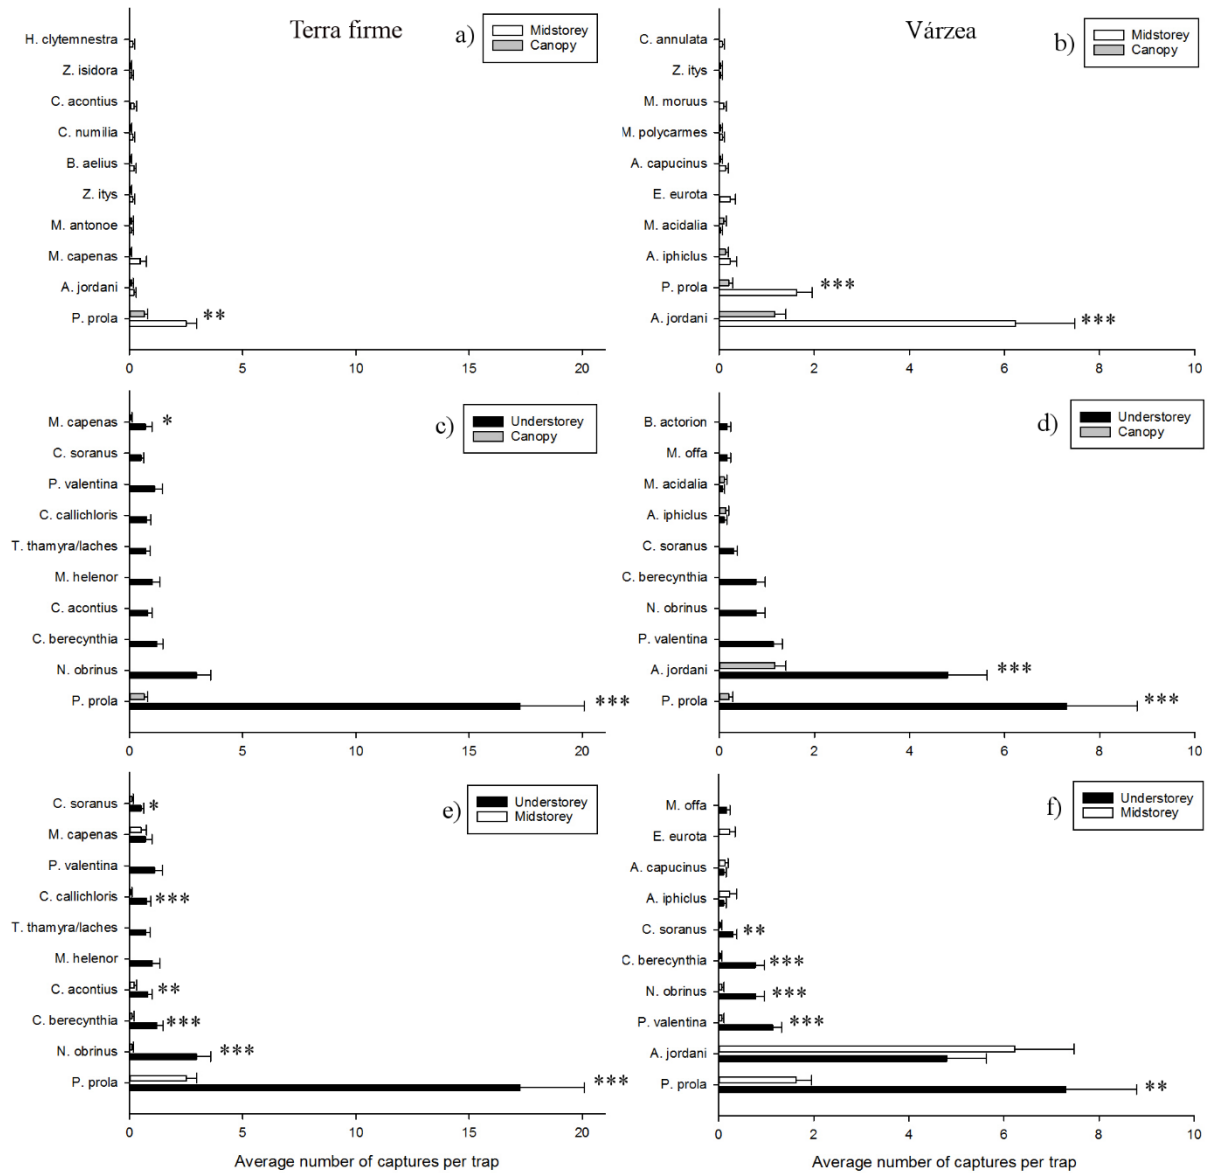 Terra firme
a)
Midstorey
Canopy
H. clytemnestra
Z. isidora
C. acontius
C. numilia
B. aelius
Z. itys
M. antonoe
M. capenas
A. jordani
P. prola
**
0 5 10 15 20
Várzea
b)
Midstorey
Canopy
C. annulata
Z. itys
M. moruus
M. polycarmes
A. capucinus
E. eurota
M. acidalia
A. iphiclus
P. prola
***
A. jordani
***
0 2 4 6 8 10
c)
Understorey
Canopy
M. capenas
*
C. soranus
P. valentina
C. callichloris
T. thamyra/laches
M. helenor
C. acontius
C. berecynthia
N. obrinus
P. prola
***
0 5 10 15 20
d)
Understorey
Canopy
B. actorion
M. offa
M. acidalia
A. iphiclus
C. soranus
C. berecynthia
N. obrinus
P. valentina
A. jordani
***
P. prola
***
0 2 4 6 8 10
e)
Understorey
Midstorey
C. soranus
*
M. capenas
P. valentina
C. callichloris
***
T. thamyra/laches
M. helenor
C. acontius
**
C. berecynthia
***
N. obrinus
***
P. prola
***
0 5 10 15 20
Average number of captures per trap
f)
Understorey
Midstorey
M. offa
E. eurota
A. capucinus
A. iphiclus
C. soranus
**
C. berecynthia
***
N. obrinus
***
P. valentina
***
A. jordani
P. prola
**
0 2 4 6 8 10
Average number of captures per trap